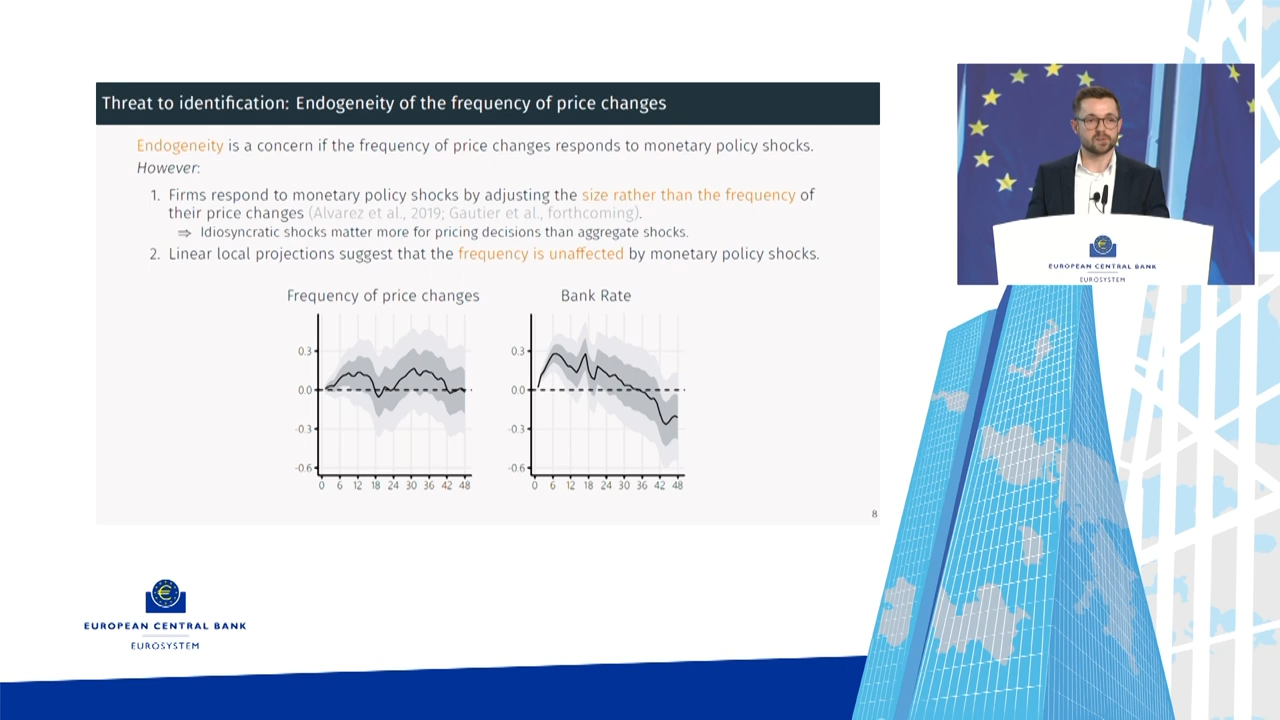 Threat to identification: Endogeneity of the frequency of price changes
Endogeneity is a concern if the frequency of price changes responds to monetary policy shocks.
However:
1. Firms respond to monetary policy shocks by adjusting the size rather than the frequency of
their price changes (Alvarez et al., 2019; Gautier et al., forthcoming).
⇒ Idiosyncratic shocks matter more for pricing decisions than aggregate shocks.
2. Linear local projections suggest that the frequency is unaffected by monetary policy shocks.
Frequency of price changes
0.3
0.0
-0.3
-0.6
0 6 12 18 24 30 36 42 48
Bank Rate
0.3
0.0
-0.3
-0.6
0 6 12 18 24 30 36 42 48
8
EUROPEAN CENTRAL BANK
EUROSYSTEM
EUROPEAN CENTRAL BANK
EUROSYSTEM